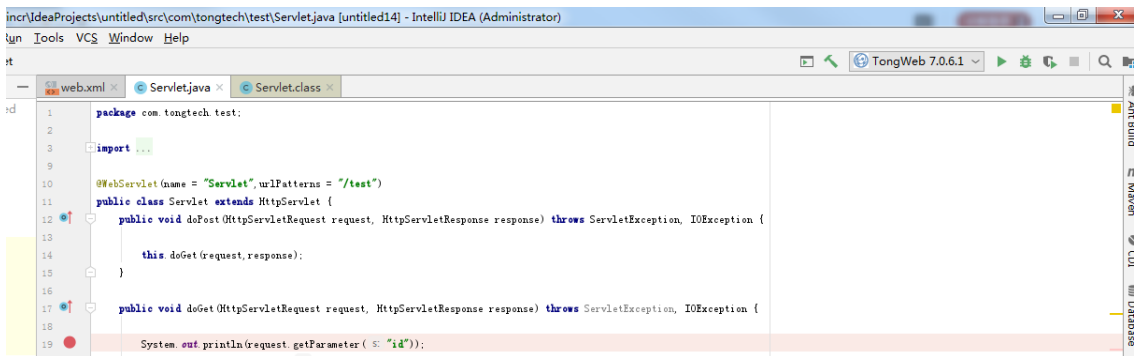 incr\IdeaProjects\untitled\src\com\tongtech\test\Servlet.java [untitled14] - IntelliJ IDEA (Administrator)
Run Tools VCS Window Help
et
TongWeb 7.0.6.1
web.xml Servlet.java Servlet.class
ed
1 package com.tongtech.test;
2
3 import ...
9
10 @WebServlet(name = "Servlet",urlPatterns = "/test")
11 public class Servlet extends HttpServlet {
12 public void doPost(HttpServletRequest request, HttpServletResponse response) throws ServletException, IOException {
13
14 this.doGet(request,response);
15 }
16
17 public void doGet(HttpServletRequest request, HttpServletResponse response) throws ServletException, IOException {
18
19 System.out.println(request.getParameter( s: "id"));
Ant Build
Maven
CDI
Database